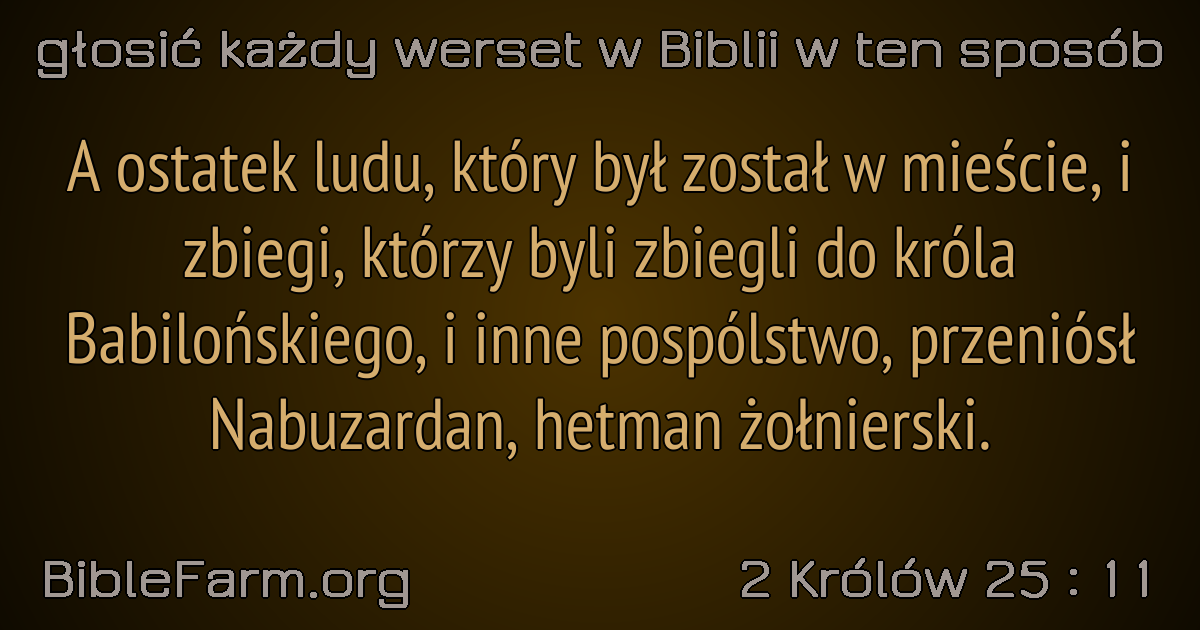 głosić każdy werset w Biblii w ten sposób
A ostatek ludu, który był został w mieście, i
zbiegi, którzy byli zbiegli do króla
Babilońskiego, i inne pospólstwo, przeniósł
Nabuzardan, hetman żołnierski.
BibleFarm.org
2 Królów 25 : 11